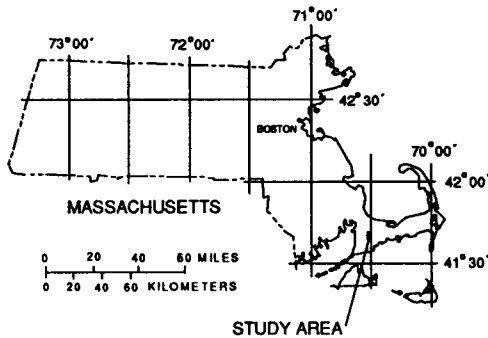 71°00'
73°00' 72°00'
42°30'
BOSTON
70°00'
42°00'
MASSACHUSETTS
0 20 40 60 MILES
41°30'
0 20 40 60 KILOMETERS
STUDY AREA